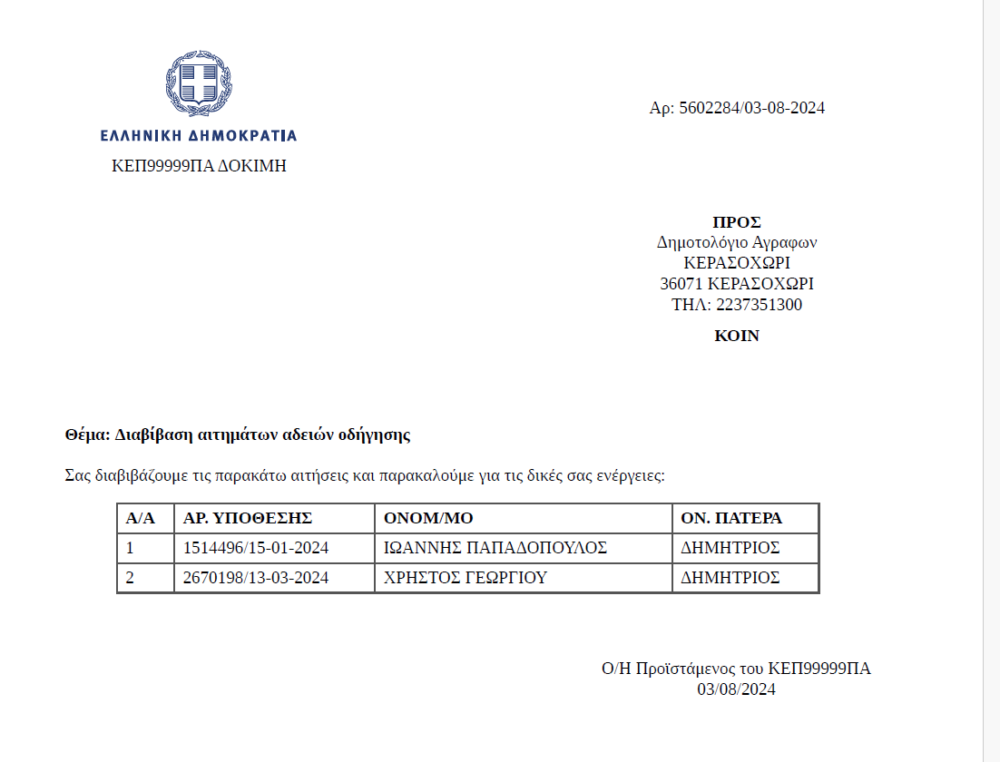 ΕΛΛΗΝΙΚΗ ΔΗΜΟΚΡΑΤΙΑ
ΚΕΠ99999ΠΑ ΔΟΚΙΜΗ
Αρ: 5602284/03-08-2024
ΠΡΟΣ
Δημοτολόγιο Αγραφων
ΚΕΡΑΣΟΧΩΡΙ
36071 ΚΕΡΑΣΟΧΩΡΙ
ΤΗΛ: 2237351300
ΚΟΙΝ
Θέμα: Διαβίβαση αιτημάτων αδειών οδήγησης
Σας διαβιβάζουμε τις παρακάτω αιτήσεις και παρακαλούμε για τις δικές σας ενέργειες:
Α/Α ΑΡ. ΥΠΟΘΕΣΗΣ ΟΝΟΜ/ΜΟ ΟΝ. ΠΑΤΕΡΑ
1 1514496/15-01-2024 ΙΩΑΝΝΗΣ ΠΑΠΑΔΟΠΟΥΛΟΣ ΔΗΜΗΤΡΙΟΣ
2 2670198/13-03-2024 ΧΡΗΣΤΟΣ ΓΕΩΡΓΙΟΥ ΔΗΜΗΤΡΙΟΣ
Ο/Η Προϊστάμενος του ΚΕΠ99999ΠΑ
03/08/2024